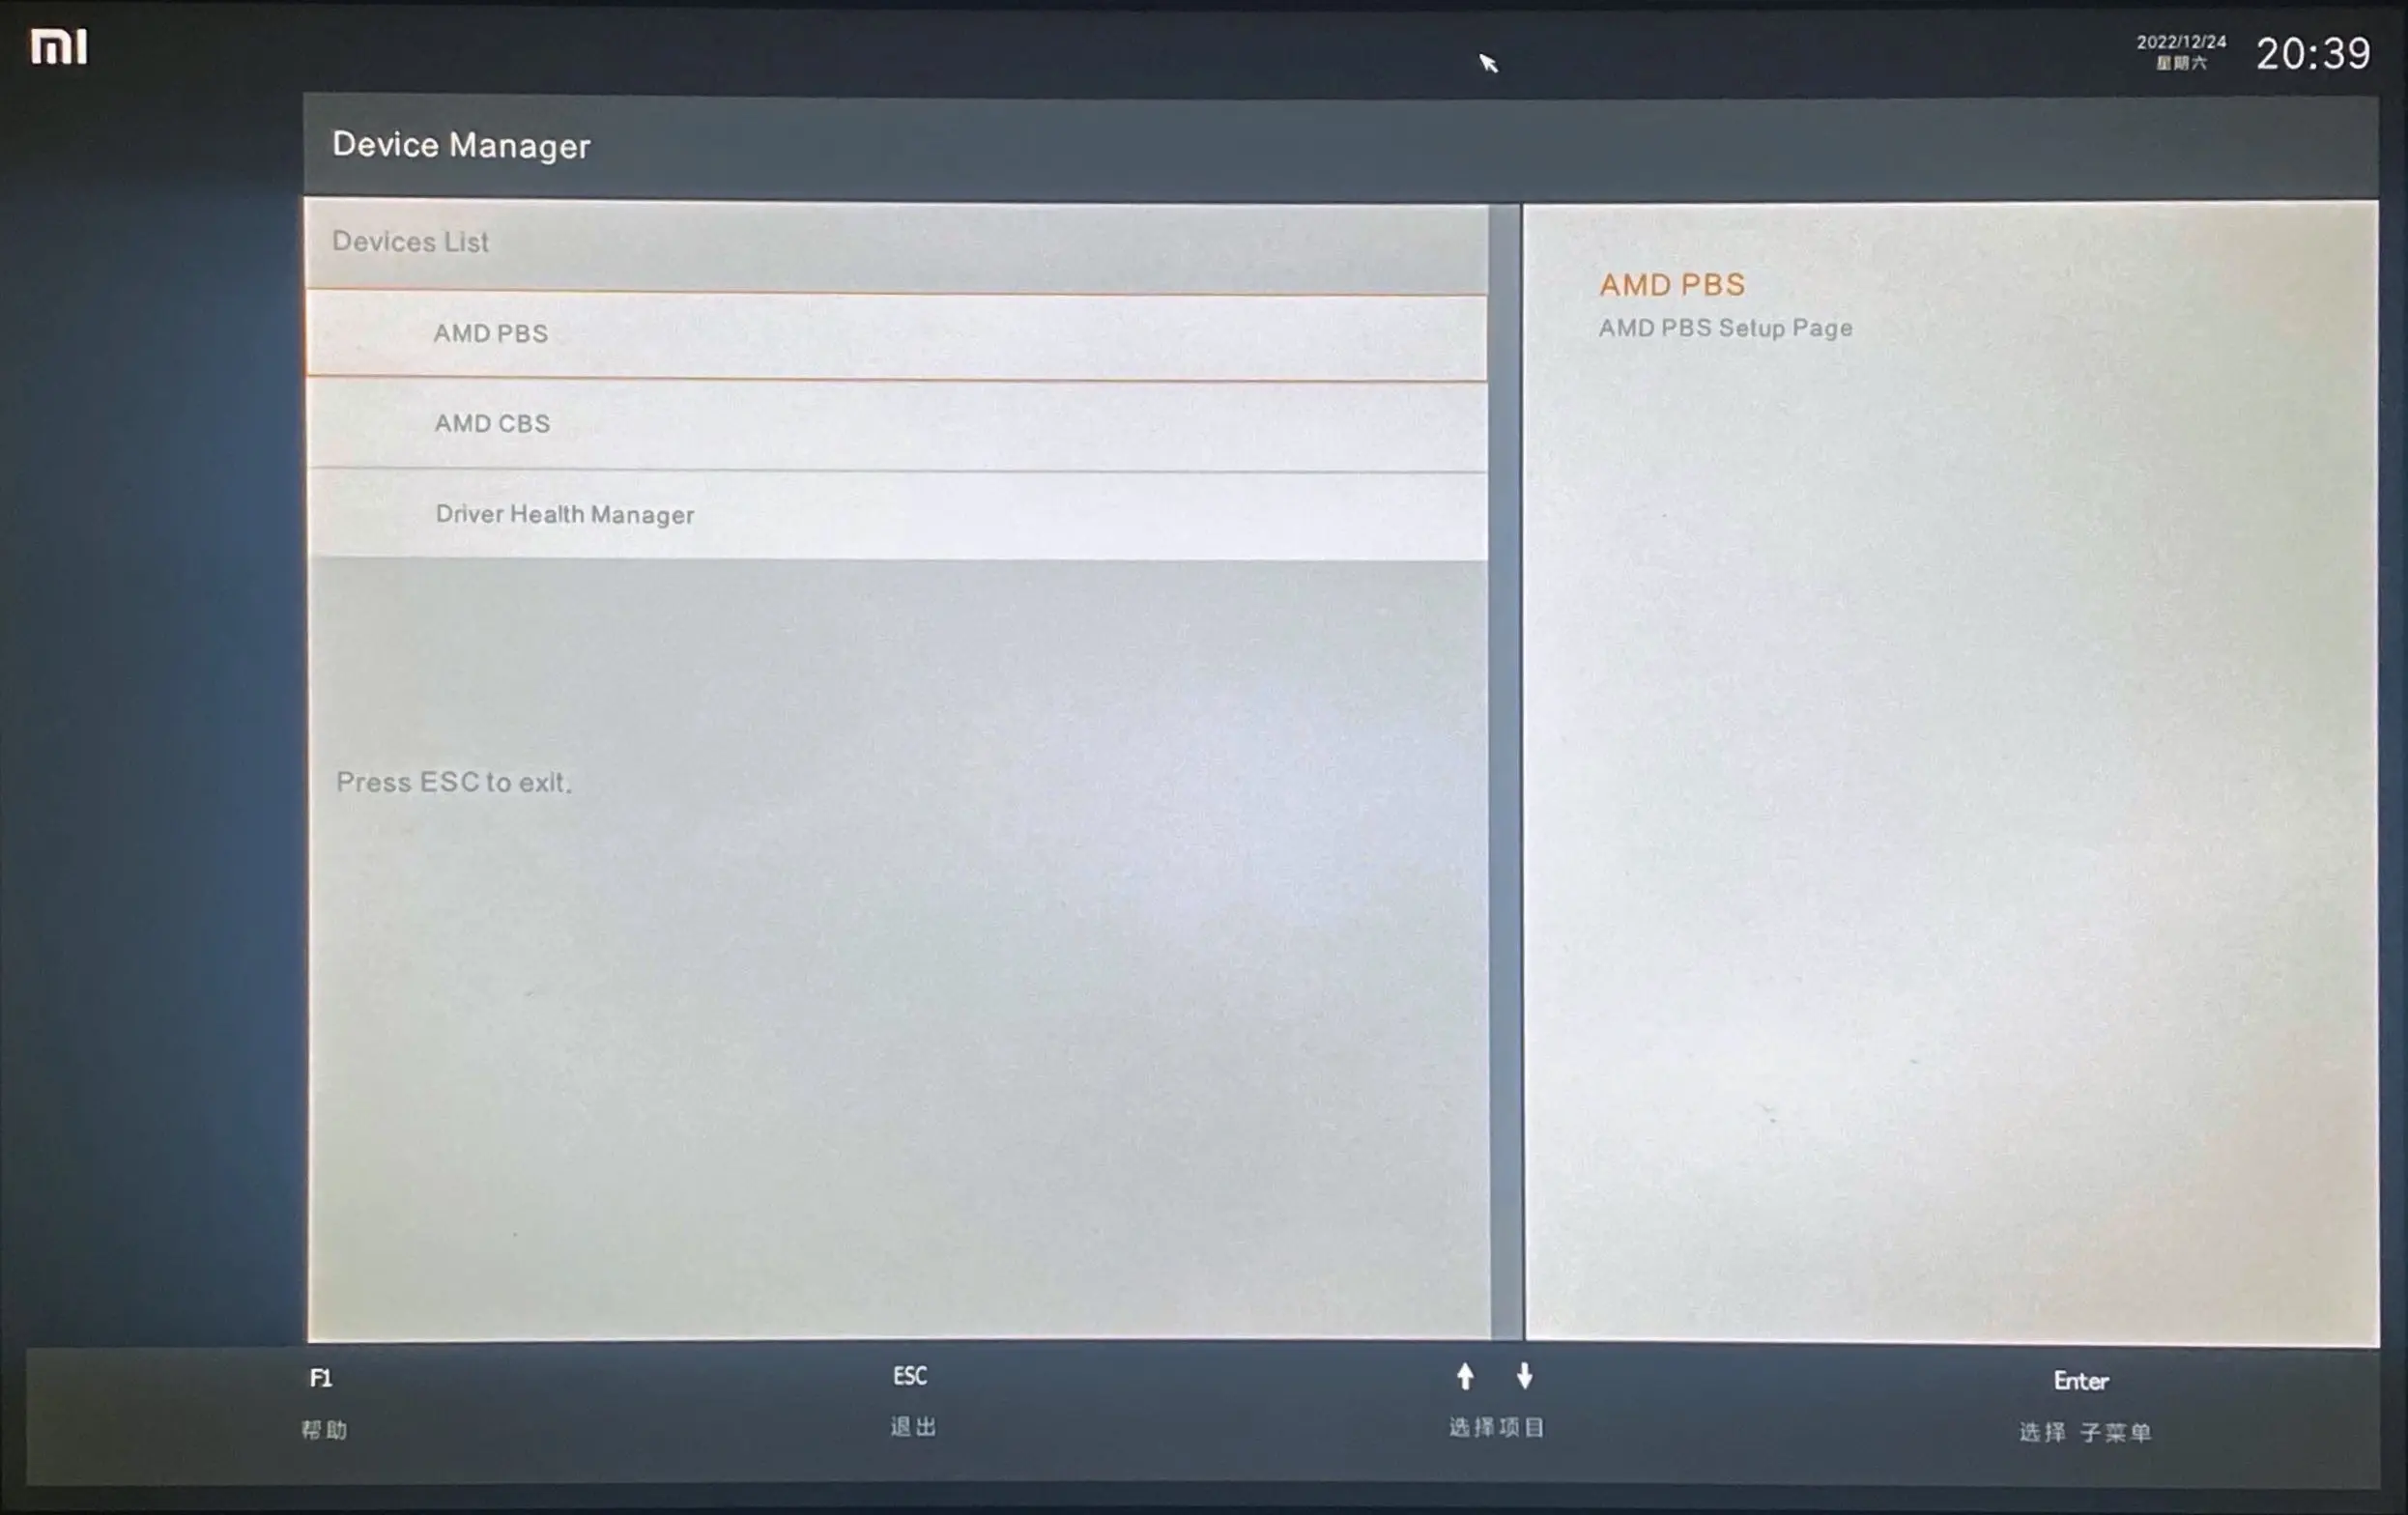 mi
2022/12/24
星期六
20:39
Device Manager
Devices List
AMD PBS
AMD CBS
Driver Health Manager
Press ESC to exit.
AMD PBS
AMD PBS Setup Page
F1
帮助
ESC
退出
↑ ↓
选择项目
Enter
选择 子菜单